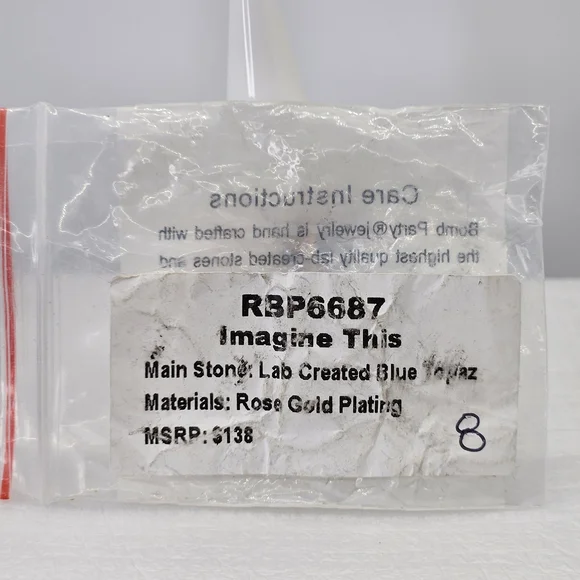 Care Instructions
Bomb Party® jewelry is hand crafted with
the highest quality lab-created stones and
RBP6687
Imagine This
Main Stone: Lab Created Blue Topaz
Materials: Rose Gold Plating
MSRP: $138
8